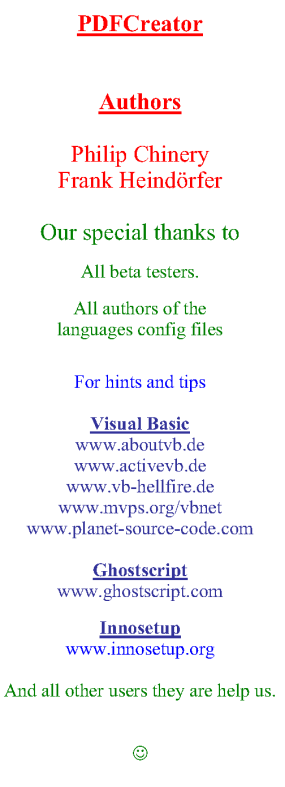 PDFCreator
Authors
Philip Chinery
Frank Heindörfer
Our special thanks to
All beta testers.
All authors of the
languages config files
For hints and tips
Visual Basic
www.aboutvb.de
www.activevb.de
www.vb-hellfire.de
www.mvps.org/vbnet
www.planet-source-code.com
Ghostscript
www.ghostscript.com
Innosetup
www.innosetup.org
And all other users they are help us.
☺